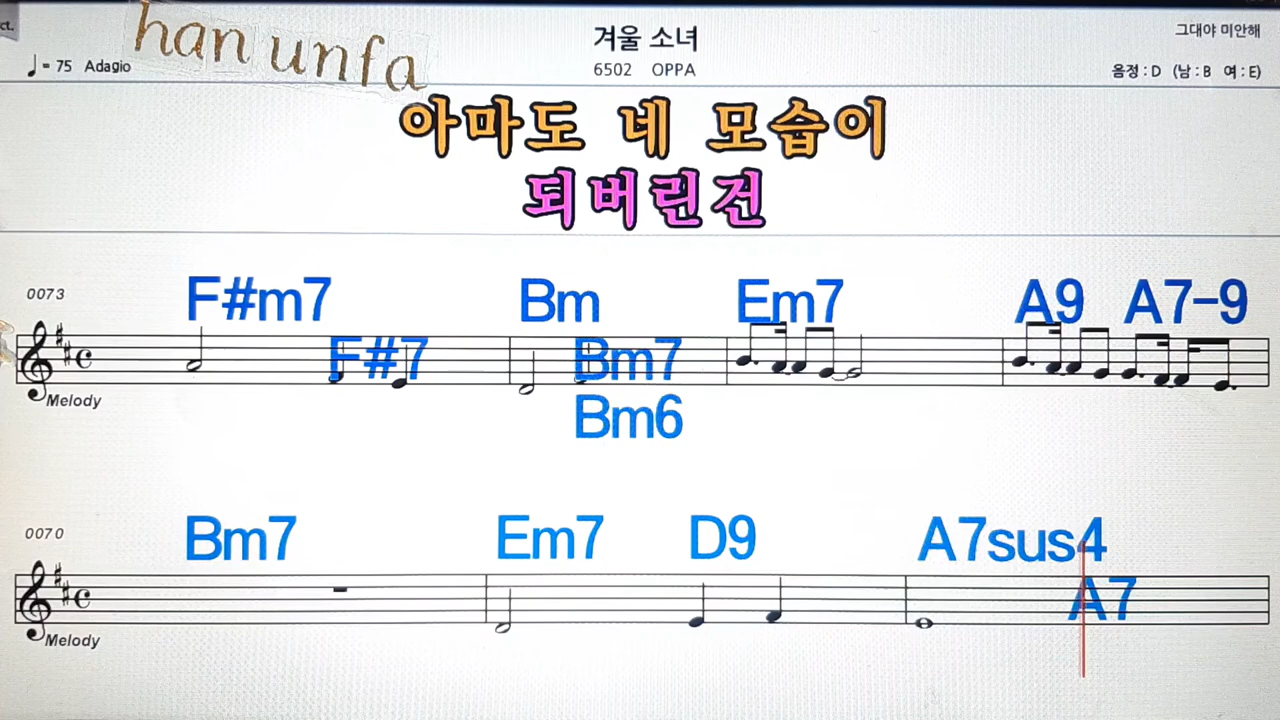 ct.
han unfa
겨울 소녀
그대야 미안해
♩= 75 Adagio
6502 OPPA
음정 : D (남 : B 여 : E)
아마도 네 모습이
되버린건
0073
F#m7 Bm Em7 A9 A7-9
F#7 Bm7
Bm6
Melody
0070
Bm7 Em7 D9 A7sus4
A7
Melody